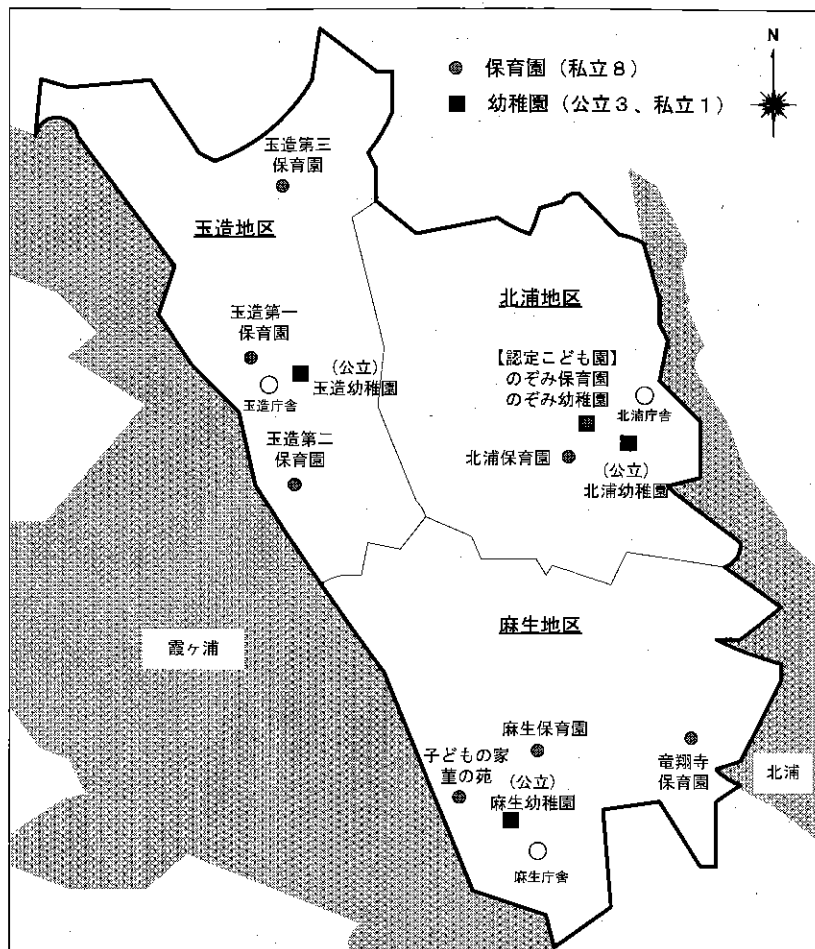 N
保育園（私立８）
幼稚園（公立３、私立１）
玉造第三
保育園
玉造地区
北浦地区
玉造第一
保育園
（公立）
玉造幼稚園
玉造庁舎
【認定こども園】
のぞみ保育園
のぞみ幼稚園
北浦庁舎
玉造第二
保育園
北浦保育園
（公立）
北浦幼稚園
麻生地区
霞ヶ浦
麻生保育園
子どもの家
菫の苑
（公立）
麻生幼稚園
竜翔寺
保育園
北浦
麻生庁舎